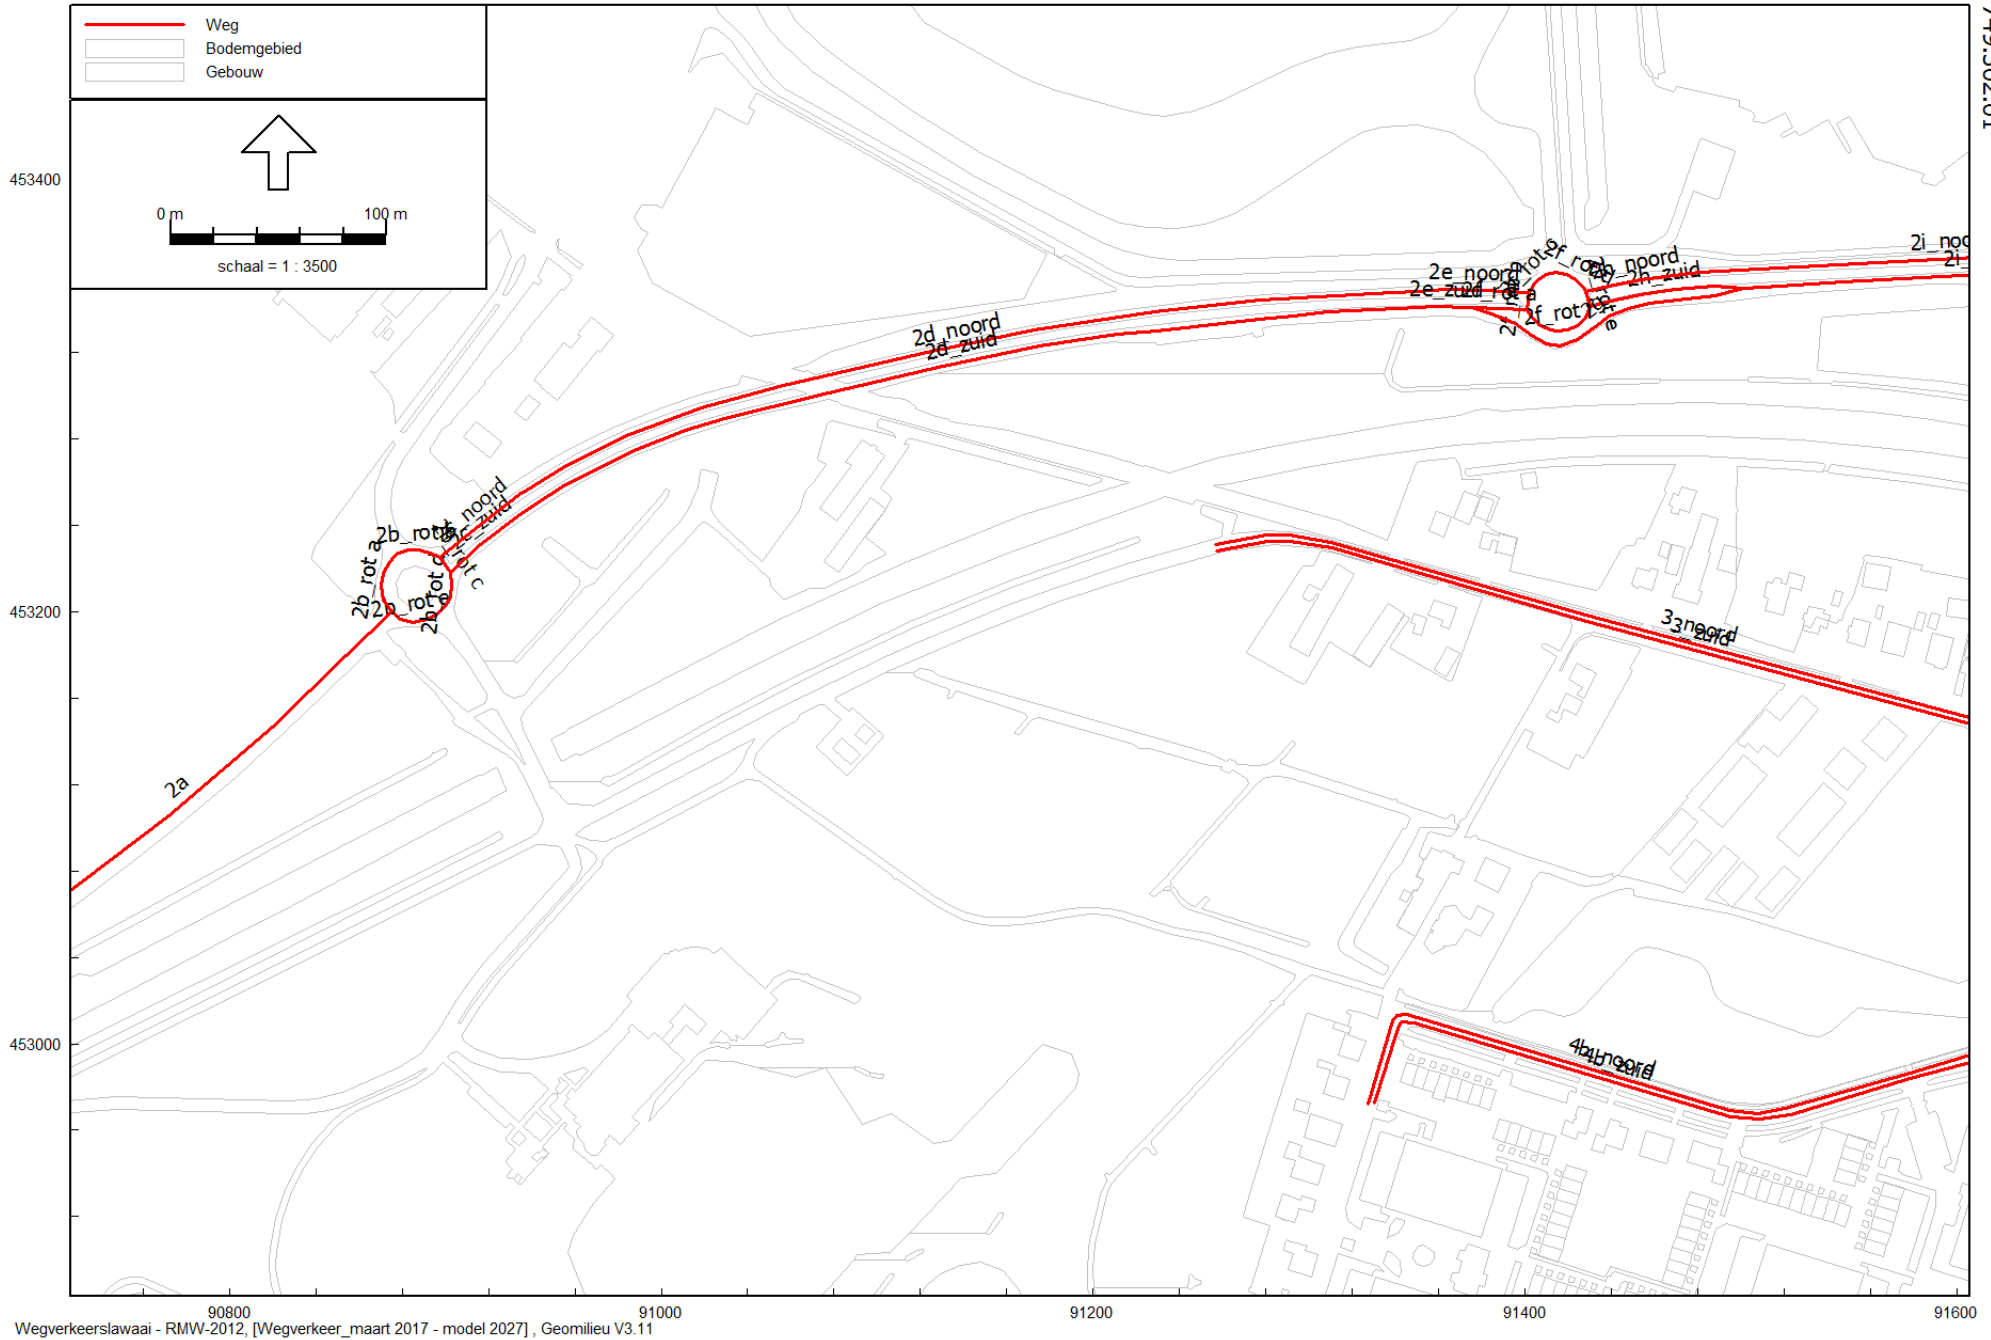 Weg
Bodemgebied
Gebouw
0 m 100 m
schaal = 1 : 3500
453400
453200
453000
90800 91000 91200 91400 91600
2i_noo
2i_
2e_noord
2e_zuid
2f_rot a
2h_noord
2h_zuid
2d_noord
2d_zuid
2c_noord
2c_zuid
2b_rot a
2b_rot c
2b_rot d
2b_rot e
2a
3_noord
3_zuid
4b_noord
4b_zuid
Wegverkeerslawaai - RMW-2012, [Wegverkeer_maart 2017 - model 2027] , Geomilieu V3.11